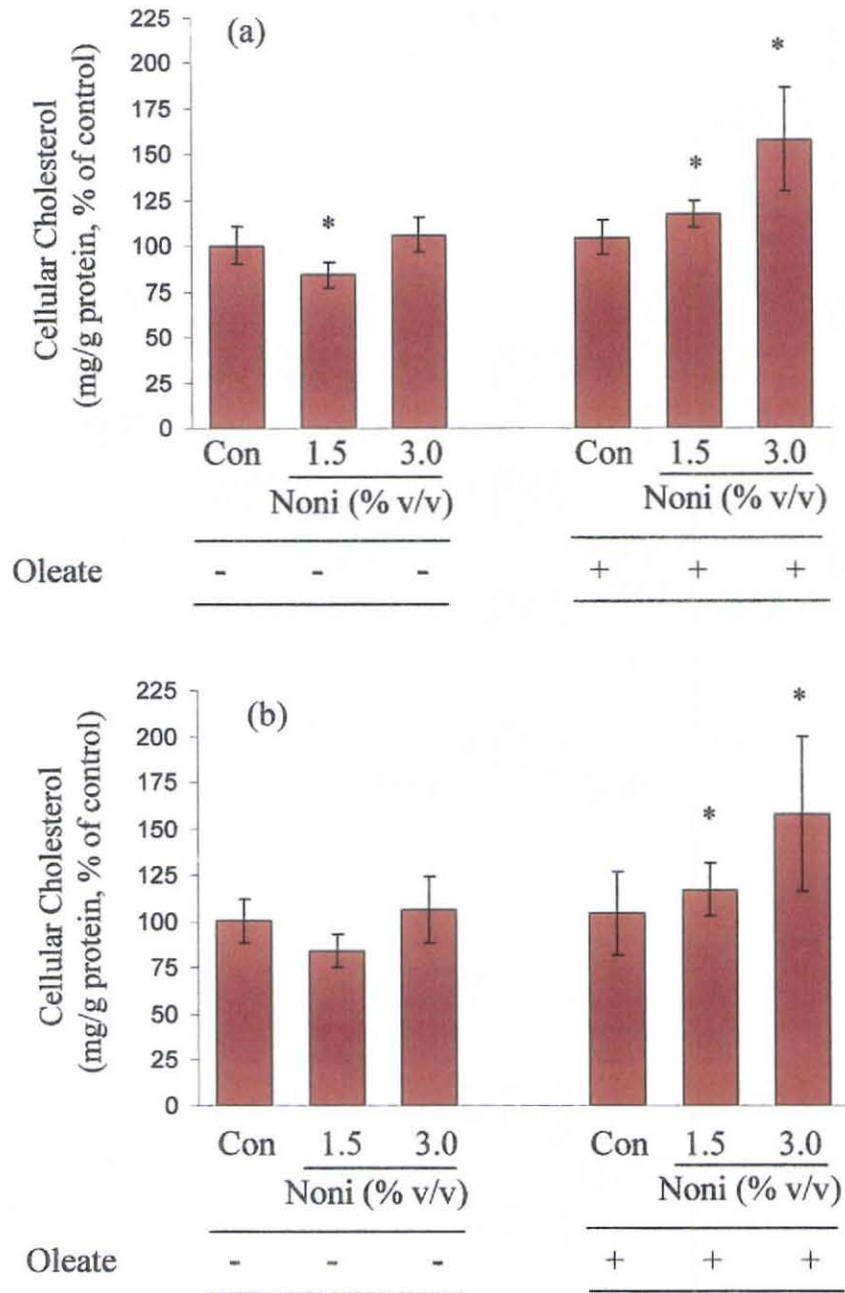 (a)
Cellular Cholesterol
(mg/g protein, % of control)
225
200
175
150
125
100
75
50
25
0
*
*
*
Con 1.5 3.0 Con 1.5 3.0
Noni (% v/v) Noni (% v/v)
Oleate - - - + + +
(b)
Cellular Cholesterol
(mg/g protein, % of control)
225
200
175
150
125
100
75
50
25
0
*
*
Con 1.5 3.0 Con 1.5 3.0
Noni (% v/v) Noni (% v/v)
Oleate - - - + + +